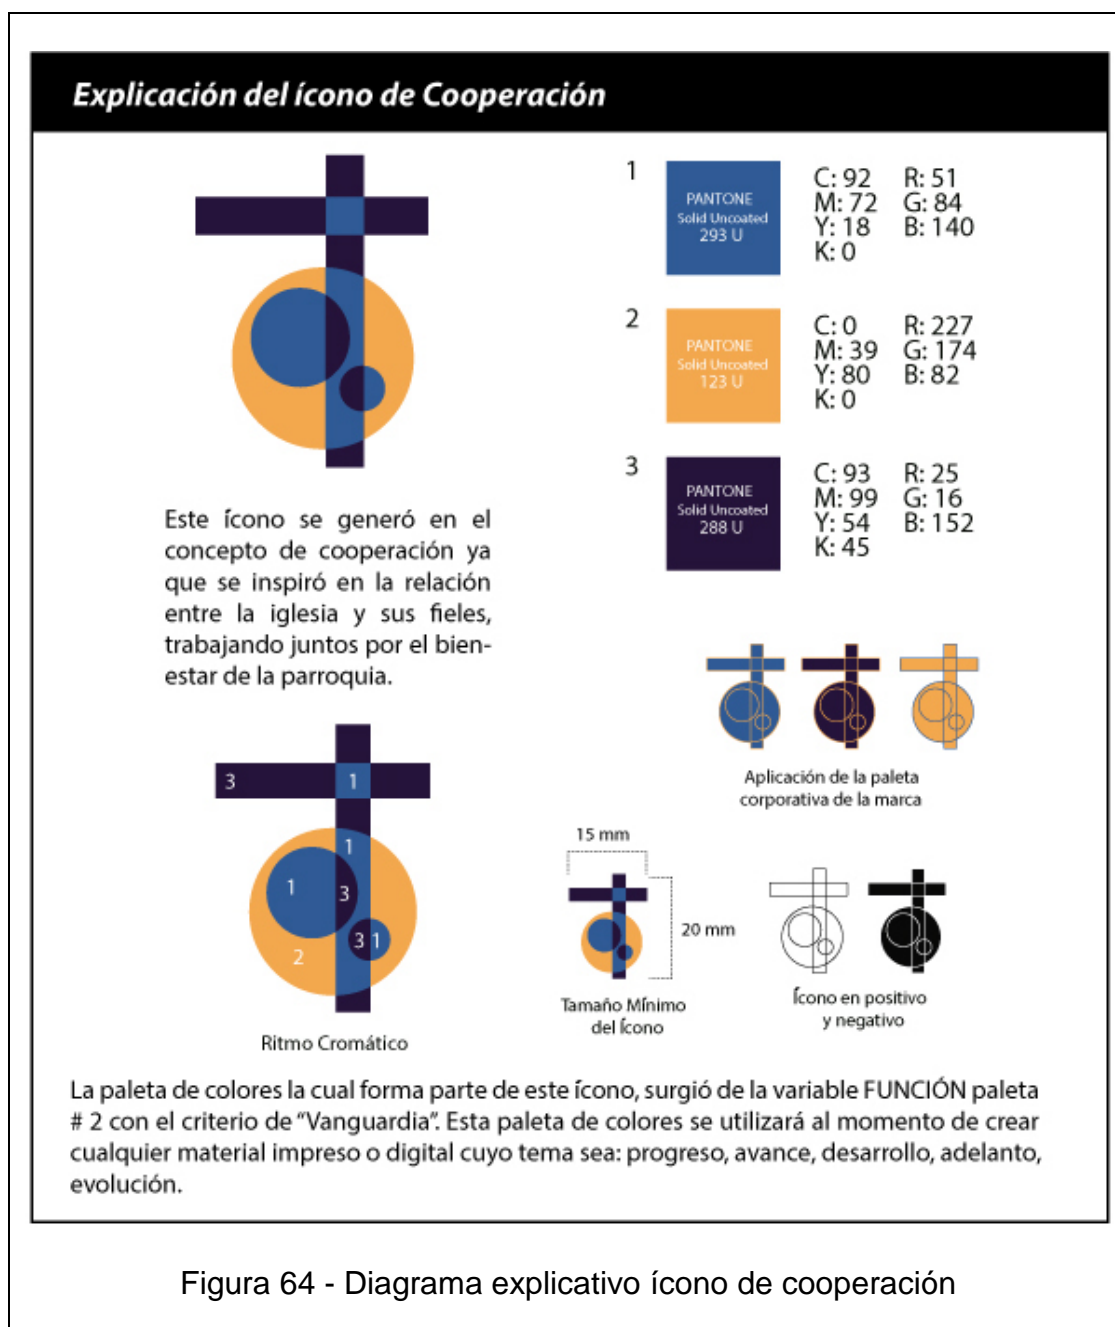 Explicación del ícono de Cooperación
1
PANTONE
Solid Uncoated
293 U
C: 92 R: 51
M: 72 G: 84
Y: 18 B: 140
K: 0
2
PANTONE
Solid Uncoated
123 U
C: 0 R: 227
M: 39 G: 174
Y: 80 B: 82
K: 0
3
PANTONE
Solid Uncoated
288 U
C: 93 R: 25
M: 99 G: 16
Y: 54 B: 152
K: 45
Este ícono se generó en el
concepto de cooperación ya
que se inspiró en la relación
entre la iglesia y sus fieles,
trabajando juntos por el bien-
estar de la parroquia.
Aplicación de la paleta
corporativa de la marca
3 1
1
1 3
3 1
2
Ritmo Cromático
15 mm
20 mm
Tamaño Mínimo
del Ícono
Ícono en positivo
y negativo
La paleta de colores la cual forma parte de este ícono, surgió de la variable FUNCIÓN paleta
# 2 con el criterio de "Vanguardia". Esta paleta de colores se utilizará al momento de crear
cualquier material impreso o digital cuyo tema sea: progreso, avance, desarrollo, adelanto,
evolución.
Figura 64 - Diagrama explicativo ícono de cooperación